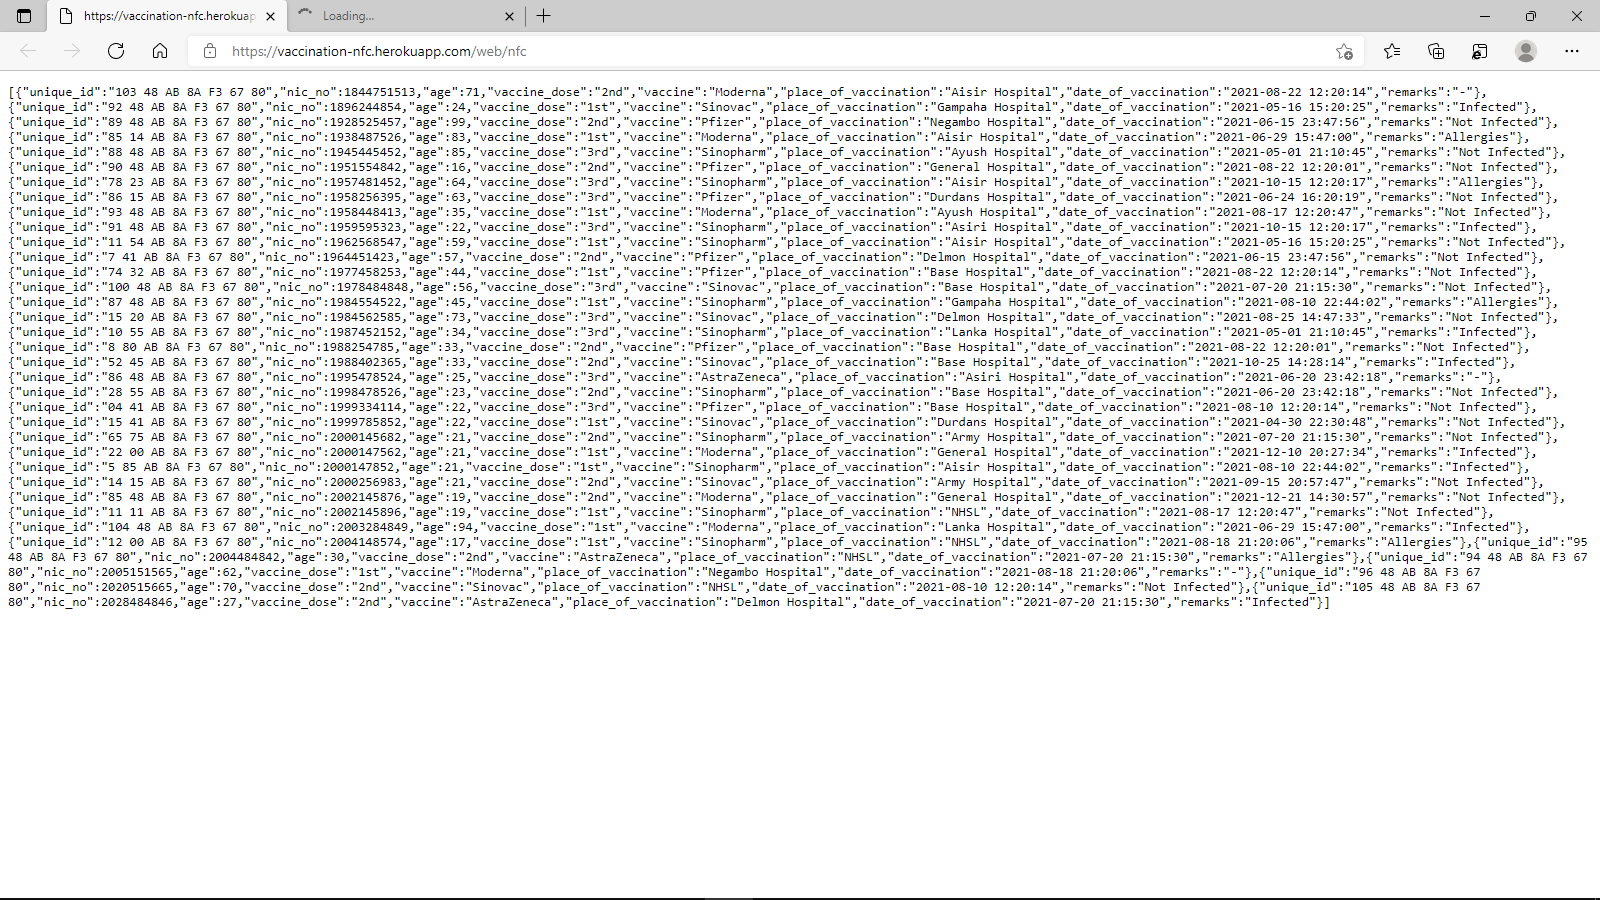 https://vaccination-nfc.herokuap
Loading...
https://vaccination-nfc.herokuapp.com/web/nfc
[{"unique_id":"103 48 AB 8A F3 67 80","nic_no":1844751513,"age":71,"vaccine_dose":"2nd","vaccine":"Moderna","place_of_vaccination":"Aisir Hospital","date_of_vaccination":"2021-08-22 12:20:14","remarks":"-"},
{"unique_id":"92 48 AB 8A F3 67 80","nic_no":1896244854,"age":24,"vaccine_dose":"1st","vaccine":"Sinovac","place_of_vaccination":"Gampaha Hospital","date_of_vaccination":"2021-05-16 15:20:25","remarks":"Infected"},
{"unique_id":"89 48 AB 8A F3 67 80","nic_no":1928525457,"age":99,"vaccine_dose":"2nd","vaccine":"Pfizer","place_of_vaccination":"Negambo Hospital","date_of_vaccination":"2021-06-15 23:47:56","remarks":"Not Infected"},
{"unique_id":"85 14 AB 8A F3 67 80","nic_no":1938487526,"age":83,"vaccine_dose":"1st","vaccine":"Moderna","place_of_vaccination":"Aisir Hospital","date_of_vaccination":"2021-06-29 15:47:00","remarks":"Allergies"},
{"unique_id":"88 48 AB 8A F3 67 80","nic_no":1945445452,"age":85,"vaccine_dose":"3rd","vaccine":"Sinopharm","place_of_vaccination":"Ayush Hospital","date_of_vaccination":"2021-05-01 21:10:45","remarks":"Not Infected"},
{"unique_id":"90 48 AB 8A F3 67 80","nic_no":1951554842,"age":16,"vaccine_dose":"2nd","vaccine":"Pfizer","place_of_vaccination":"General Hospital","date_of_vaccination":"2021-08-22 12:20:01","remarks":"Infected"},
{"unique_id":"78 23 AB 8A F3 67 80","nic_no":1957481452,"age":64,"vaccine_dose":"3rd","vaccine":"Sinopharm","place_of_vaccination":"Aisir Hospital","date_of_vaccination":"2021-10-15 12:20:17","remarks":"Allergies"},
{"unique_id":"86 15 AB 8A F3 67 80","nic_no":1958256395,"age":63,"vaccine_dose":"3rd","vaccine":"Pfizer","place_of_vaccination":"Durdans Hospital","date_of_vaccination":"2021-06-24 16:20:19","remarks":"Not Infected"},
{"unique_id":"93 48 AB 8A F3 67 80","nic_no":1958448413,"age":35,"vaccine_dose":"1st","vaccine":"Moderna","place_of_vaccination":"Ayush Hospital","date_of_vaccination":"2021-08-17 12:20:47","remarks":"Not Infected"},
{"unique_id":"91 48 AB 8A F3 67 80","nic_no":1959595323,"age":22,"vaccine_dose":"3rd","vaccine":"Sinopharm","place_of_vaccination":"Asiri Hospital","date_of_vaccination":"2021-10-15 12:20:17","remarks":"Infected"},
{"unique_id":"11 54 AB 8A F3 67 80","nic_no":1962568547,"age":59,"vaccine_dose":"1st","vaccine":"Sinopharm","place_of_vaccination":"Aisir Hospital","date_of_vaccination":"2021-05-16 15:20:25","remarks":"Not Infected"},
{"unique_id":"7 41 AB 8A F3 67 80","nic_no":1964451423,"age":57,"vaccine_dose":"2nd","vaccine":"Pfizer","place_of_vaccination":"Delmon Hospital","date_of_vaccination":"2021-06-15 23:47:56","remarks":"Not Infected"},
{"unique_id":"74 32 AB 8A F3 67 80","nic_no":1977458253,"age":44,"vaccine_dose":"1st","vaccine":"Pfizer","place_of_vaccination":"Base Hospital","date_of_vaccination":"2021-08-22 12:20:14","remarks":"Not Infected"},
{"unique_id":"100 48 AB 8A F3 67 80","nic_no":1978484848,"age":56,"vaccine_dose":"3rd","vaccine":"Sinovac","place_of_vaccination":"Base Hospital","date_of_vaccination":"2021-07-20 21:15:30","remarks":"Not Infected"},
{"unique_id":"87 48 AB 8A F3 67 80","nic_no":1984554522,"age":45,"vaccine_dose":"1st","vaccine":"Sinopharm","place_of_vaccination":"Gampaha Hospital","date_of_vaccination":"2021-08-10 22:44:02","remarks":"Allergies"},
{"unique_id":"15 20 AB 8A F3 67 80","nic_no":1984562585,"age":73,"vaccine_dose":"3rd","vaccine":"Sinovac","place_of_vaccination":"Delmon Hospital","date_of_vaccination":"2021-08-25 14:47:33","remarks":"Not Infected"},
{"unique_id":"10 55 AB 8A F3 67 80","nic_no":1987452152,"age":34,"vaccine_dose":"3rd","vaccine":"Sinopharm","place_of_vaccination":"Lanka Hospital","date_of_vaccination":"2021-05-01 21:10:45","remarks":"Infected"},
{"unique_id":"8 80 AB 8A F3 67 80","nic_no":1988254785,"age":33,"vaccine_dose":"2nd","vaccine":"Pfizer","place_of_vaccination":"Base Hospital","date_of_vaccination":"2021-08-22 12:20:01","remarks":"Not Infected"},
{"unique_id":"52 45 AB 8A F3 67 80","nic_no":1988402365,"age":33,"vaccine_dose":"2nd","vaccine":"Sinovac","place_of_vaccination":"Base Hospital","date_of_vaccination":"2021-10-25 14:28:14","remarks":"Infected"},
{"unique_id":"86 48 AB 8A F3 67 80","nic_no":1995478524,"age":25,"vaccine_dose":"3rd","vaccine":"AstraZeneca","place_of_vaccination":"Asiri Hospital","date_of_vaccination":"2021-06-20 23:42:18","remarks":"-"},
{"unique_id":"28 55 AB 8A F3 67 80","nic_no":1998478526,"age":23,"vaccine_dose":"2nd","vaccine":"Sinopharm","place_of_vaccination":"Base Hospital","date_of_vaccination":"2021-06-20 23:42:18","remarks":"Not Infected"},
{"unique_id":"04 41 AB 8A F3 67 80","nic_no":1999334114,"age":22,"vaccine_dose":"3rd","vaccine":"Pfizer","place_of_vaccination":"Base Hospital","date_of_vaccination":"2021-08-10 12:20:14","remarks":"Not Infected"},
{"unique_id":"15 41 AB 8A F3 67 80","nic_no":1999785852,"age":22,"vaccine_dose":"1st","vaccine":"Sinovac","place_of_vaccination":"Durdans Hospital","date_of_vaccination":"2021-04-30 22:30:48","remarks":"Not Infected"},
{"unique_id":"65 75 AB 8A F3 67 80","nic_no":2000145682,"age":21,"vaccine_dose":"2nd","vaccine":"Sinopharm","place_of_vaccination":"Army Hospital","date_of_vaccination":"2021-07-20 21:15:30","remarks":"Not Infected"},
{"unique_id":"22 00 AB 8A F3 67 80","nic_no":2000147562,"age":21,"vaccine_dose":"1st","vaccine":"Moderna","place_of_vaccination":"General Hospital","date_of_vaccination":"2021-12-10 20:27:34","remarks":"Infected"},
{"unique_id":"5 85 AB 8A F3 67 80","nic_no":2000147852,"age":21,"vaccine_dose":"1st","vaccine":"Sinopharm","place_of_vaccination":"Aisir Hospital","date_of_vaccination":"2021-08-10 22:44:02","remarks":"Infected"},
{"unique_id":"14 15 AB 8A F3 67 80","nic_no":2000256983,"age":21,"vaccine_dose":"2nd","vaccine":"Sinovac","place_of_vaccination":"Army Hospital","date_of_vaccination":"2021-09-15 20:57:47","remarks":"Not Infected"},
{"unique_id":"85 48 AB 8A F3 67 80","nic_no":2002145876,"age":19,"vaccine_dose":"2nd","vaccine":"Moderna","place_of_vaccination":"General Hospital","date_of_vaccination":"2021-12-21 14:30:57","remarks":"Not Infected"},
{"unique_id":"11 11 AB 8A F3 67 80","nic_no":2002145896,"age":19,"vaccine_dose":"1st","vaccine":"Sinopharm","place_of_vaccination":"NHSL","date_of_vaccination":"2021-08-17 12:20:47","remarks":"Not Infected"},
{"unique_id":"104 48 AB 8A F3 67 80","nic_no":2003284849,"age":94,"vaccine_dose":"1st","vaccine":"Moderna","place_of_vaccination":"Lanka Hospital","date_of_vaccination":"2021-06-29 15:47:00","remarks":"Infected"},
{"unique_id":"12 00 AB 8A F3 67 80","nic_no":2004148574,"age":17,"vaccine_dose":"1st","vaccine":"Sinopharm","place_of_vaccination":"NHSL","date_of_vaccination":"2021-08-18 21:20:06","remarks":"Allergies"},{"unique_id":"95
48 AB 8A F3 67 80","nic_no":2004484842,"age":30,"vaccine_dose":"2nd","vaccine":"AstraZeneca","place_of_vaccination":"NHSL","date_of_vaccination":"2021-07-20 21:15:30","remarks":"Allergies"},{"unique_id":"94 48 AB 8A F3 67
80","nic_no":2005151565,"age":62,"vaccine_dose":"1st","vaccine":"Moderna","place_of_vaccination":"Negambo Hospital","date_of_vaccination":"2021-08-18 21:20:06","remarks":"-"},{"unique_id":"96 48 AB 8A F3 67
80","nic_no":2020515665,"age":70,"vaccine_dose":"2nd","vaccine":"Sinovac","place_of_vaccination":"NHSL","date_of_vaccination":"2021-08-10 12:20:14","remarks":"Not Infected"},{"unique_id":"105 48 AB 8A F3 67
80","nic_no":2028484846,"age":27,"vaccine_dose":"2nd","vaccine":"AstraZeneca","place_of_vaccination":"Delmon Hospital","date_of_vaccination":"2021-07-20 21:15:30","remarks":"Infected"}]